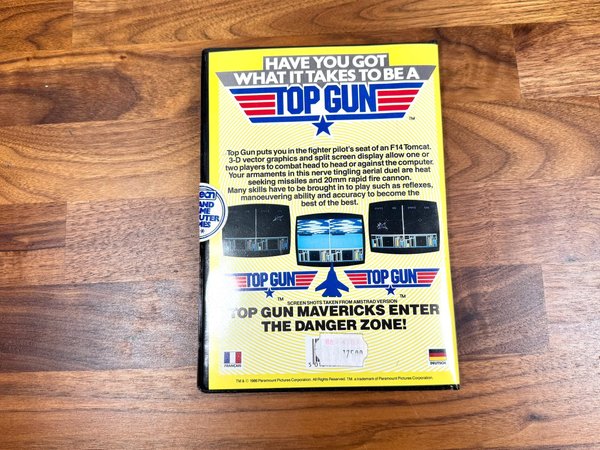 HAVE YOU GOT
WHAT IT TAKES TO BE A
TOP GUN
TM
Top Gun puts you in the fighter pilot's seat of an F14 Tomcat.
3-D vector graphics and split screen display allow one or
two players to combat head to head or against the computer.
Your armaments in this nerve tingling aerial duel are heat
seeking missiles and 20mm rapid fire cannon.
Many skills have to be brought in to play such as reflexes,
manoeuvering ability and accuracy to become the
best of the best.
TOP GUN
TM
TOP GUN
TM
SCREEN SHOTS TAKEN FROM AMSTRAD VERSION
TOP GUN MAVERICKS ENTER
THE DANGER ZONE!
FRANÇAIS
DEUTSCH
TM & © 1986 Paramount Pictures Corporation. All Rights Reserved. TM, a trademark of Paramount Pictures Corporation.